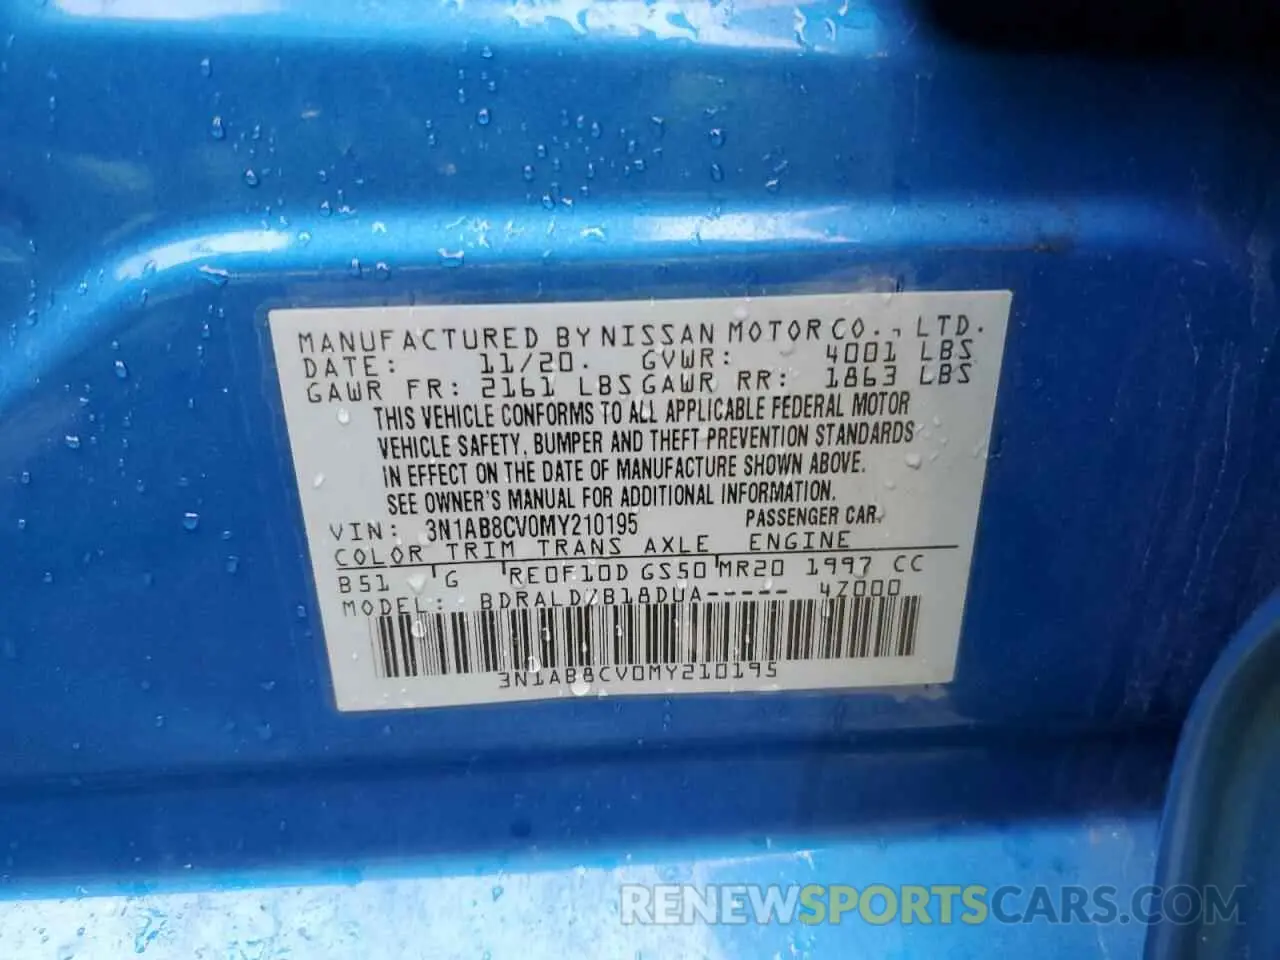 MANUFACTURED BY NISSAN MOTOR CO., LTD.
DATE: 11/20. GVWR: 4001 LBS
GAWR FR: 2161 LBS GAWR RR: 1863 LBS
THIS VEHICLE CONFORMS TO ALL APPLICABLE FEDERAL MOTOR
VEHICLE SAFETY, BUMPER AND THEFT PREVENTION STANDARDS
IN EFFECT ON THE DATE OF MANUFACTURE SHOWN ABOVE.
SEE OWNER'S MANUAL FOR ADDITIONAL INFORMATION.
VIN: 3N1AB8CV0MY210195 PASSENGER CAR.
COLOR TRIM TRANS AXLE ENGINE
B51 G RE0F10D GS50 MR20 1997 CC
MODEL: BDRALDZB18DUA----- 47000
3N1AB8CV0MY210195
RENEWSPORTSCARS.COM